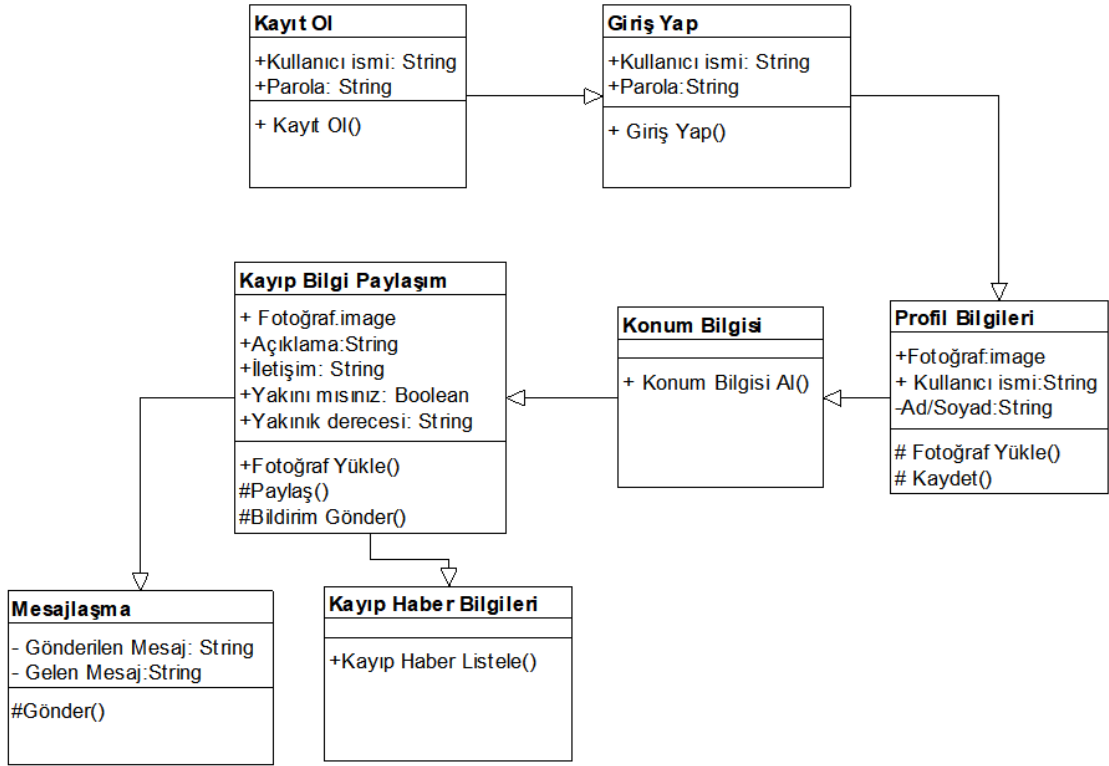 Kayıt Ol
+Kullanıcı ismi: String
+Parola: String
+ Kayıt Ol()
Giriş Yap
+Kullanıcı ismi: String
+Parola:String
+ Giriş Yap()
Kayıp Bilgi Paylaşım
+ Fotoğraf:image
+Açıklama:String
+İletişim: String
+Yakını mısınız: Boolean
+Yakınık derecesi: String
+Fotoğraf Yükle()
#Paylaş()
#Bildirim Gönder()
Konum Bilgisi
+ Konum Bilgisi Al()
Profil Bilgileri
+Fotoğraf:image
+ Kullanıcı ismi:String
-Ad/Soyad:String
# Fotoğraf Yükle()
# Kaydet()
Mesajlaşma
- Gönderilen Mesaj: String
- Gelen Mesaj:String
#Gönder()
Kayıp Haber Bilgileri
+Kayıp Haber Listele()